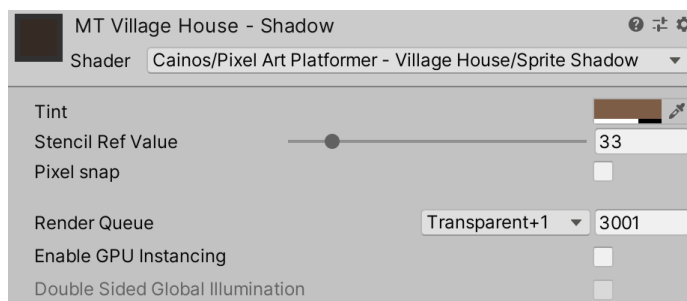 MT Village House - Shadow
Shader Cainos/Pixel Art Platformer - Village House/Sprite Shadow
Tint
Stencil Ref Value 33
Pixel snap
Render Queue Transparent+1 3001
Enable GPU Instancing
Double Sided Global Illumination